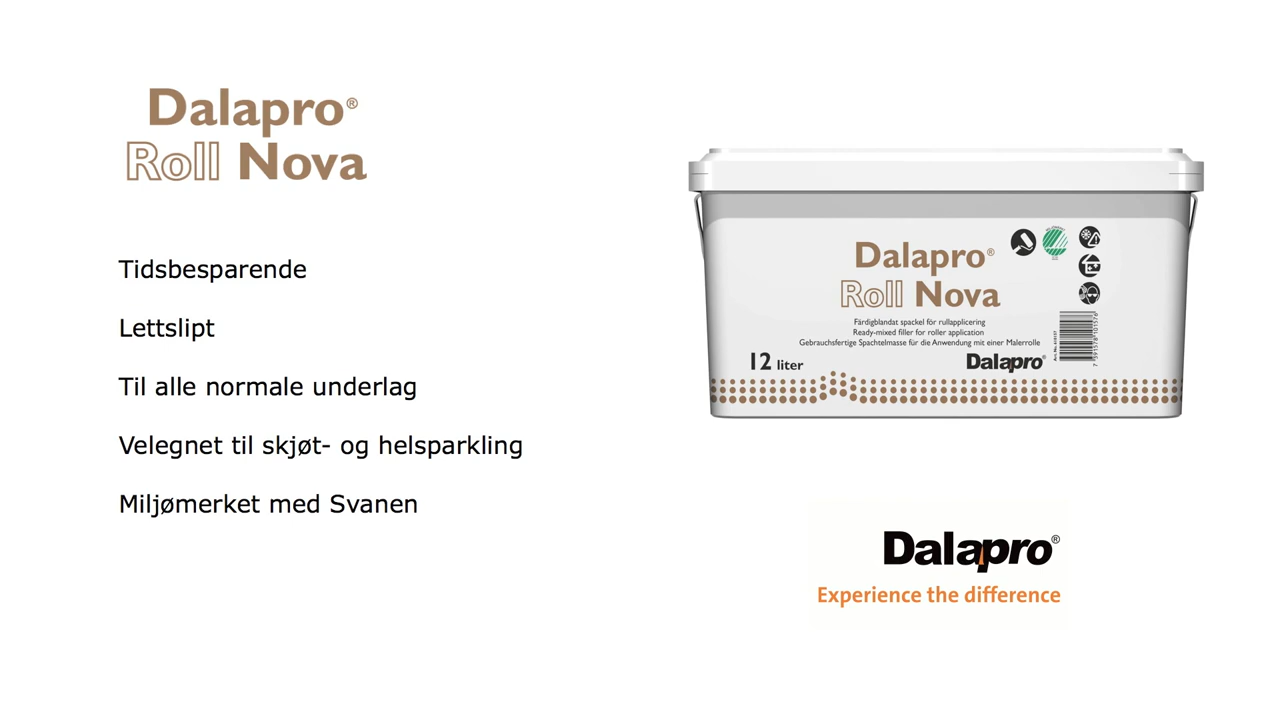 Dalapro®
Roll Nova
Tidsbesparende
Lettslipt
Til alle normale underlag
Velegnet til skjøt- og helsparkling
Miljømerket med Svanen
Dalapro®
Roll Nova
Färdigblandat spackel för rullapplicering
Ready-mixed filler for roller application
Gebrauchsfertige Spachtelmasse für die Anwendung mit einer Malerrolle
12 liter
Dalapro®
Dalapro®
Experience the difference